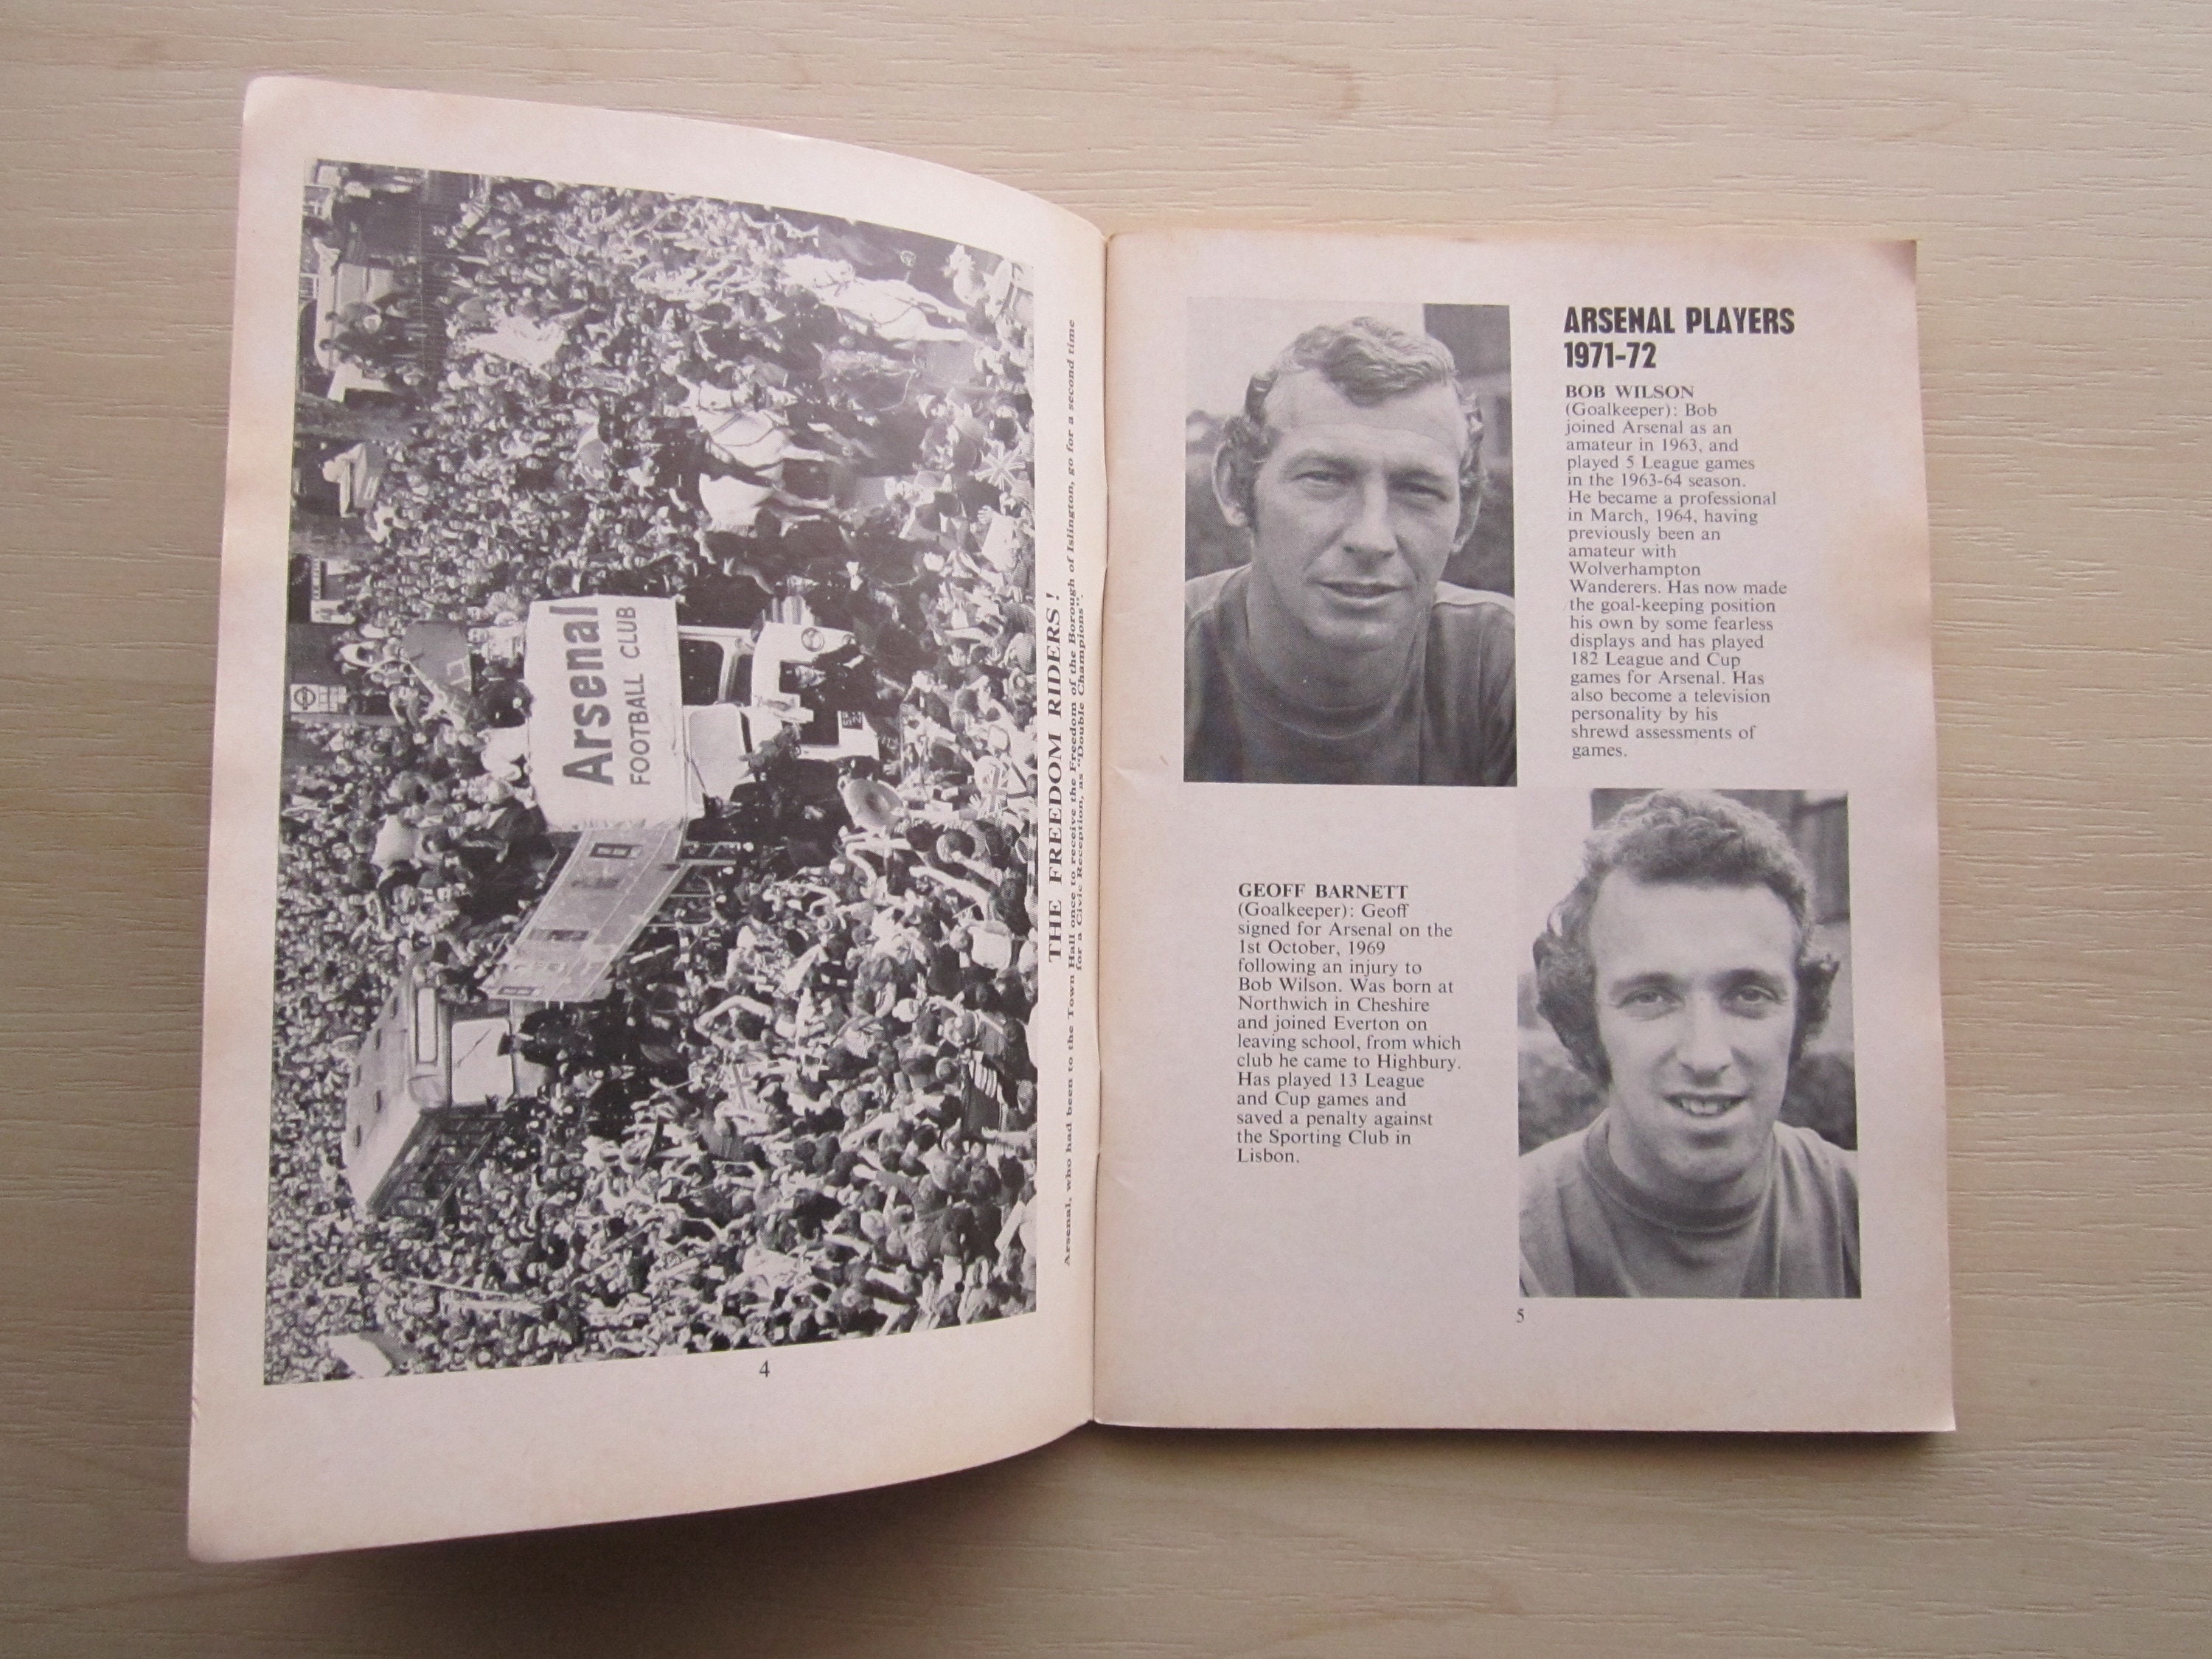 Arsenal
FOOTBALL CLUB
THE FREEDOM RIDERS!
Arsenal, who had been to the Town Hall once to receive the Freedom of the Borough of Islington, go for a second time
for a Civic Reception, as "Double Champions".
4
ARSENAL PLAYERS
1971-72
BOB WILSON
(Goalkeeper): Bob
joined Arsenal as an
amateur in 1963, and
played 5 League games
in the 1963-64 season.
He became a professional
in March, 1964, having
previously been an
amateur with
Wolverhampton
Wanderers. Has now made
the goal-keeping position
his own by some fearless
displays and has played
182 League and Cup
games for Arsenal. Has
also become a television
personality by his
shrewd assessments of
games.
GEOFF BARNETT
(Goalkeeper): Geoff
signed for Arsenal on the
1st October, 1969
following an injury to
Bob Wilson. Was born at
Northwich in Cheshire
and joined Everton on
leaving school, from which
club he came to Highbury.
Has played 13 League
and Cup games and
saved a penalty against
the Sporting Club in
Lisbon.
5